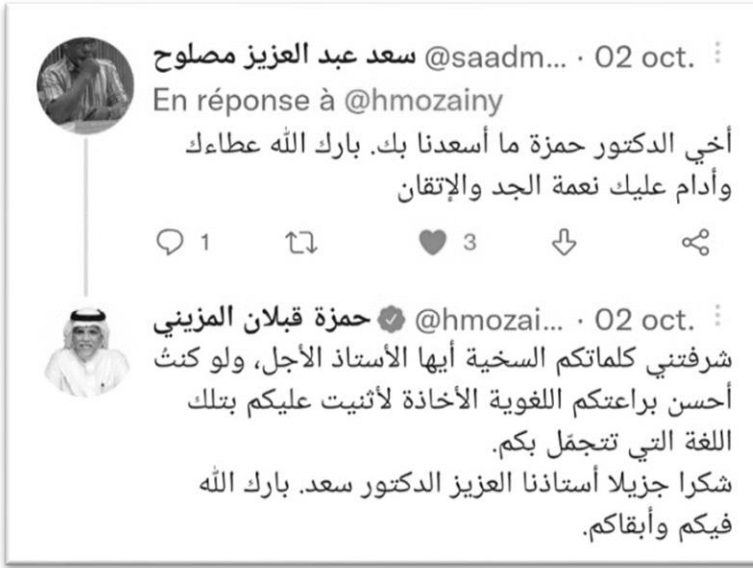 سعد عبد العزيز مصلوح @saadm... · 02 oct.
En réponse à @hmozainy
أخي الدكتور حمزة ما أسعدنا بك. بارك الله عطاءك
وأدام عليك نعمة الجد والإتقان
1 3
حمزة قبلان المزيني @hmozai... · 02 oct.
شرفتني كلماتكم السخية أيها الأستاذ الأجل، ولو كنتُ
أحسن براعتكم اللغوية الأخاذة لأثنيت عليكم بتلك
اللغة التي تتجمّل بكم.
شكرا جزيلا أستاذنا العزيز الدكتور سعد. بارك الله
فيكم وأبقاكم.